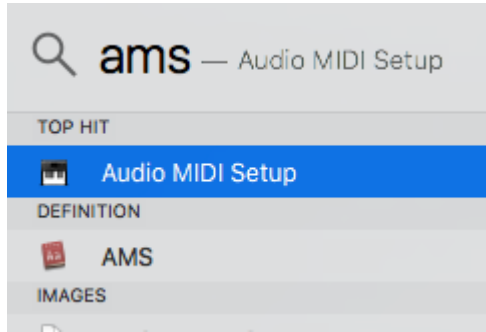 ams — Audio MIDI Setup
TOP HIT
Audio MIDI Setup
DEFINITION
AMS
IMAGES